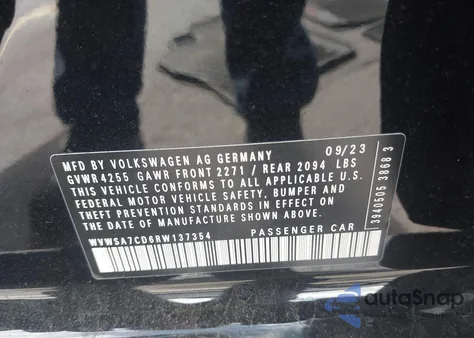 MFD BY VOLKSWAGEN AG GERMANY 09/23
GVWR4255 GAWR FRONT 2271 / REAR 2094 LBS
THIS VEHICLE CONFORMS TO ALL APPLICABLE U.S.
FEDERAL MOTOR VEHICLE SAFETY, BUMPER AND
THEFT PREVENTION STANDARDS IN EFFECT ON
THE DATE OF MANUFACTURE SHOWN ABOVE
WVWSA7CD6RW137354 PASSENGER CAR
3940505 3868 3
autoSnap